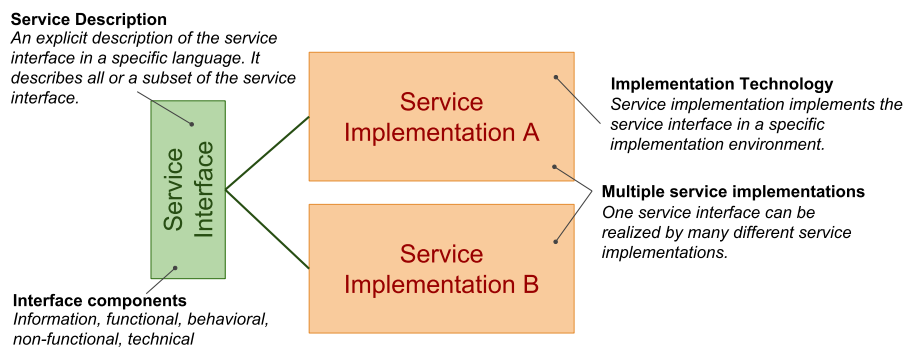 Service Description
An explicit description of the service
interface in a specific language. It
describes all or a subset of the service
interface.
Service
Interface
Interface components
Information, functional, behavioral,
non-functional, technical
Service
Implementation A
Service
Implementation B
Implementation Technology
Service implementation implements the
service interface in a specific
implementation environment.
Multiple service implementations
One service interface can be
realized by many different service
implementations.